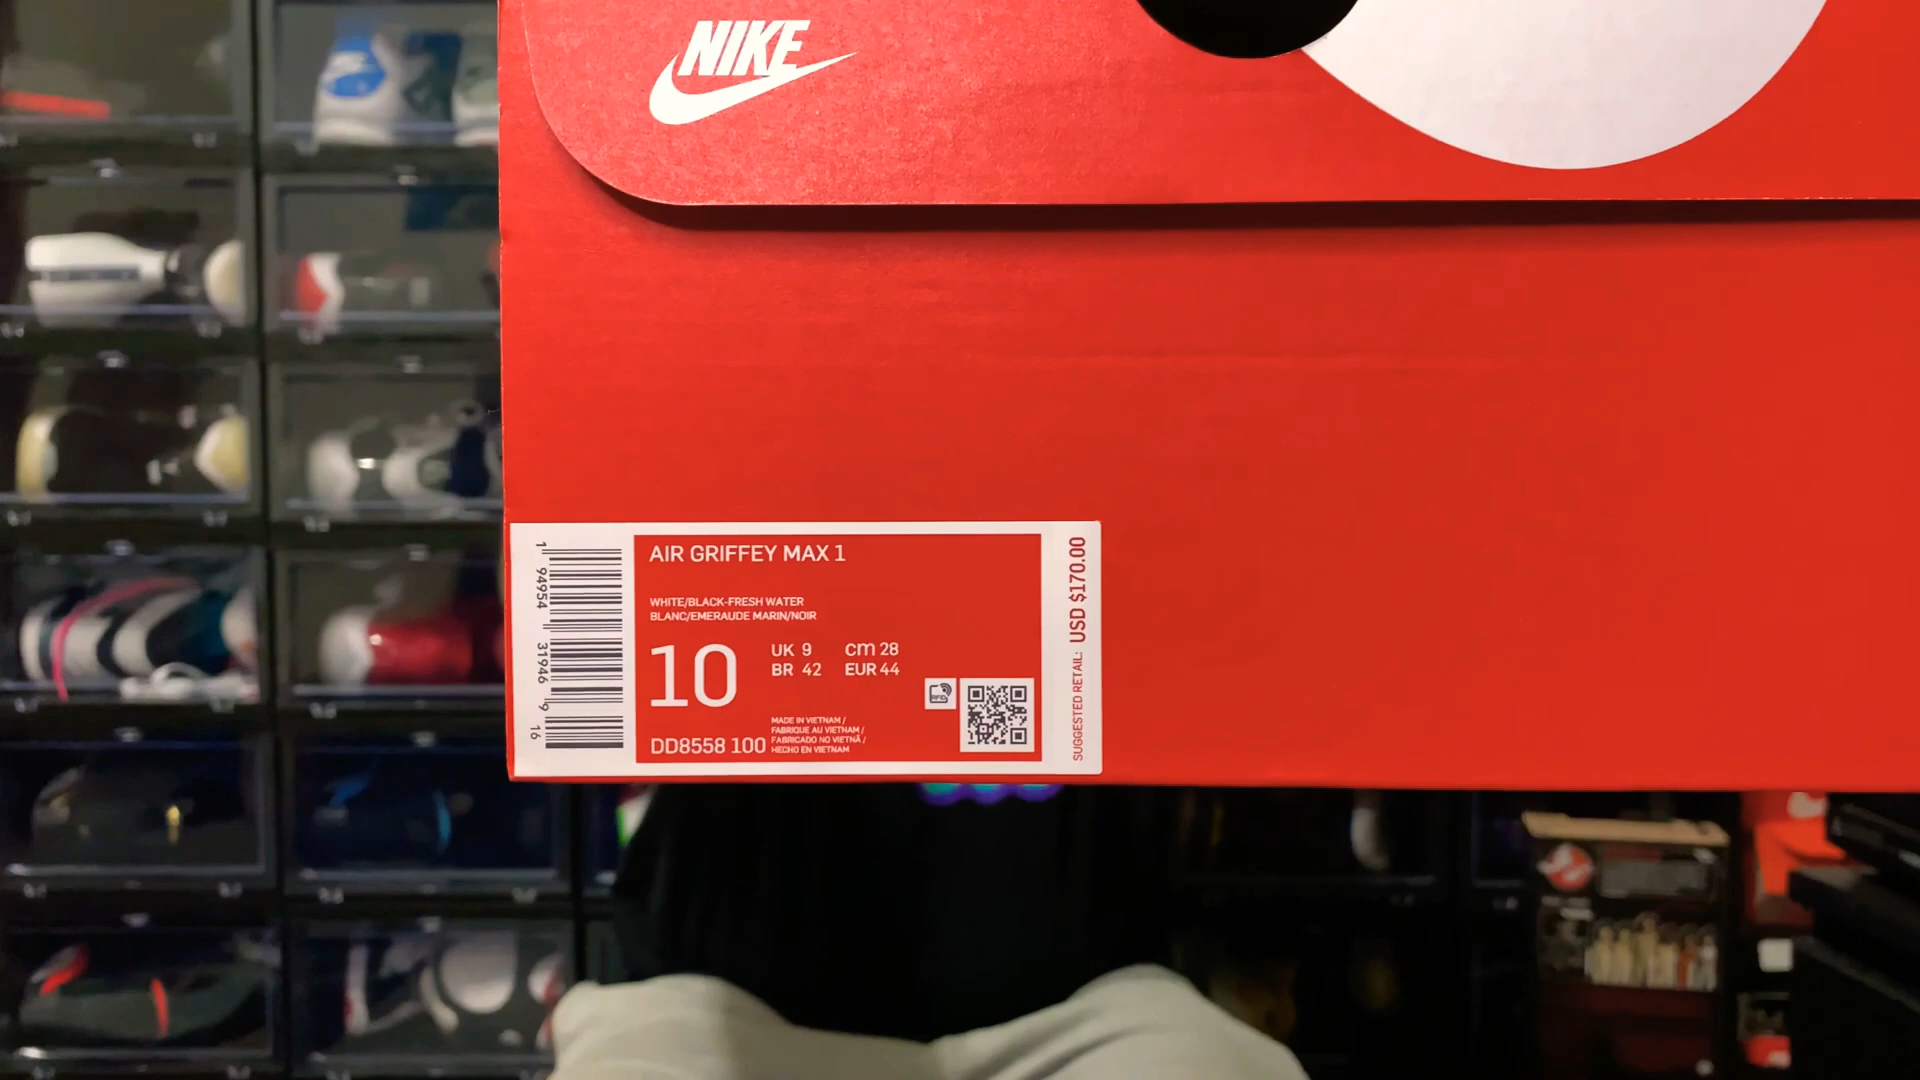 NIKE
AIR GRIFFEY MAX 1
WHITE/BLACK-FRESH WATER
BLANC/EMERAUDE MARIN/NOIR
10
UK 9
cm 28
BR 42
EUR 44
RFID
MADE IN VIETNAM /
FABRIQUE AU VIETNAM /
FABRICADO NO VIETNÃ /
HECHO EN VIETNAM
DD8558 100
1 94954 31946 9 16
SUGGESTED RETAIL: USD $170.00